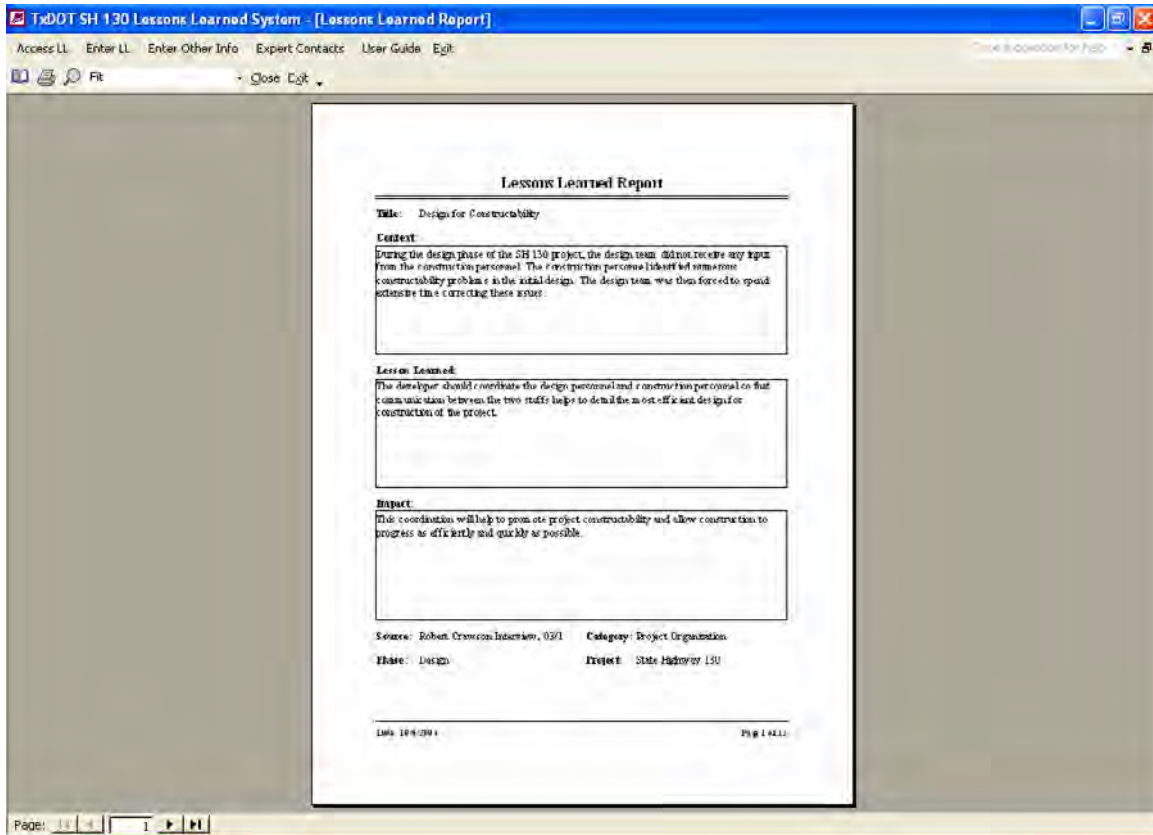 TxDOT SH 130 Lessons Learned System - [Lessons Learned Report]
Access LL Enter LL Enter Other Info Expert Contacts User Guide Exit
Fit Close Exit
Lessons Learned Report
Title: Design for Constructability
Context:
During the design phase of the SH 130 project, the design team did not receive any input
from the construction personnel. The construction personnel identified numerous
constructability problems in the initial design. The design team was then forced to spend
extensive time correcting these issues.
Lesson Learned:
The developer should coordinate the design personnel and construction personnel so that
communication between the two staffs helps to detail the most efficient design for
construction of the project.
Impact:
This coordination will help to promote project constructability and allow construction to
progress as efficiently and quickly as possible.
Source: Robert Interview, 03/1 Category: Project Organization
Phase: Design Project: State Highway 130
Date: Page 1 of
Page: 1